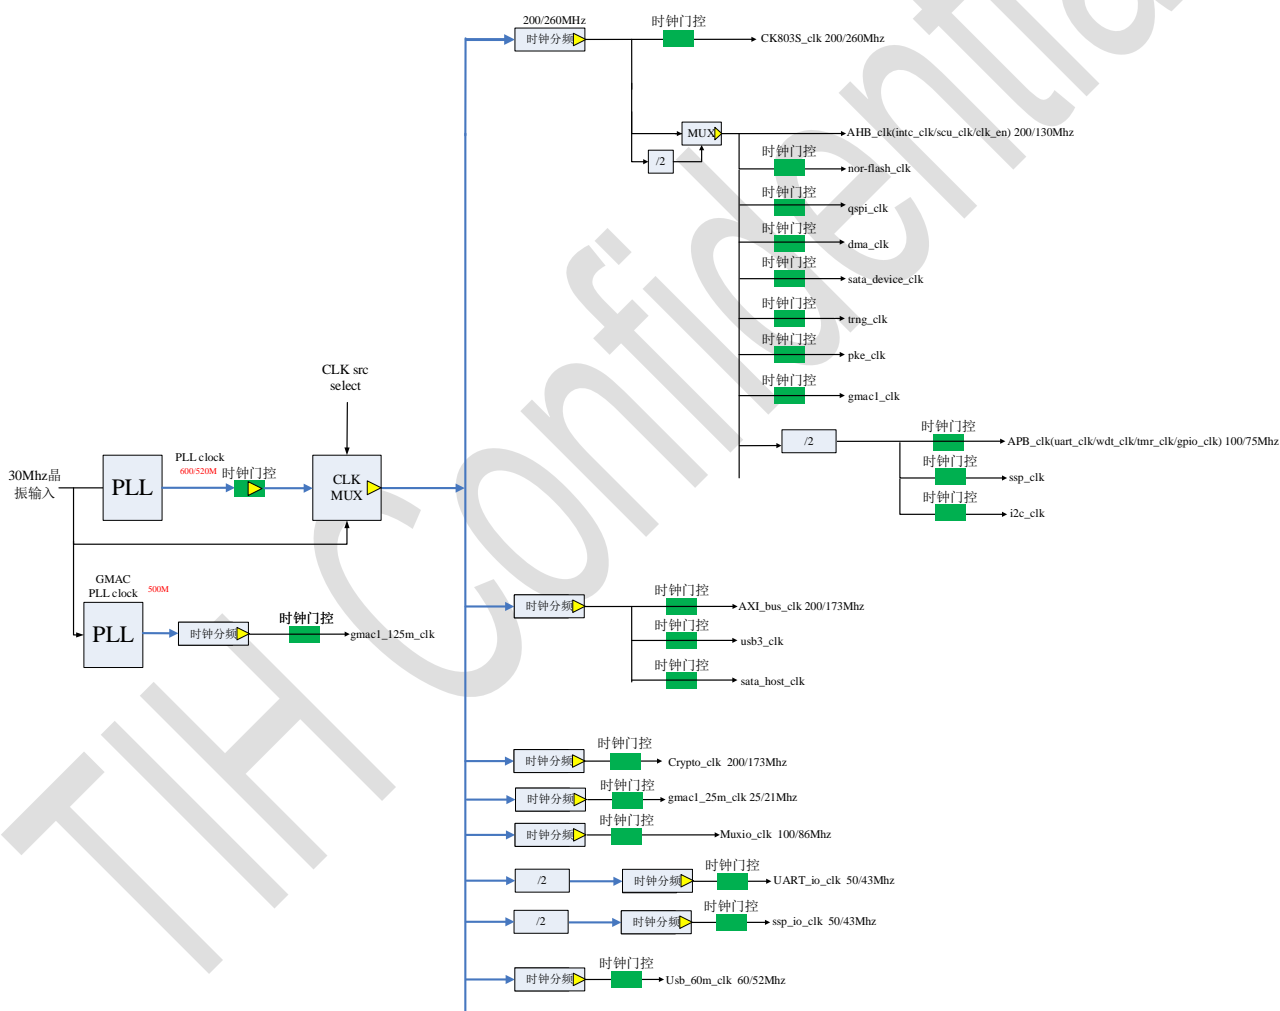 200/260MHz
时钟分频
时钟门控
CK803S_clk 200/260Mhz
MUX
/2
AHB_clk(intc_clk/scu_clk/clk_en) 200/130Mhz
时钟门控
nor-flash_clk
时钟门控
qspi_clk
时钟门控
dma_clk
时钟门控
sata_device_clk
时钟门控
trng_clk
时钟门控
pke_clk
时钟门控
gmac1_clk
/2
时钟门控
APB_clk(uart_clk/wdt_clk/tmr_clk/gpio_clk) 100/75Mhz
时钟门控
ssp_clk
时钟门控
i2c_clk
CLK src
select
30Mhz晶
振输入
PLL
PLL clock
600/520M
时钟门控
CLK
MUX
GMAC
PLL clock
500M
PLL
时钟分频
时钟门控
gmac1_125m_clk
时钟分频
时钟门控
AXI_bus_clk 200/173Mhz
时钟门控
usb3_clk
时钟门控
sata_host_clk
时钟分频
时钟门控
Crypto_clk 200/173Mhz
时钟分频
时钟门控
gmac1_25m_clk 25/21Mhz
时钟分频
时钟门控
Muxio_clk 100/86Mhz
/2
时钟分频
时钟门控
UART_io_clk 50/43Mhz
/2
时钟分频
时钟门控
ssp_io_clk 50/43Mhz
时钟分频
时钟门控
Usb_60m_clk 60/52Mhz
TIH Confidential